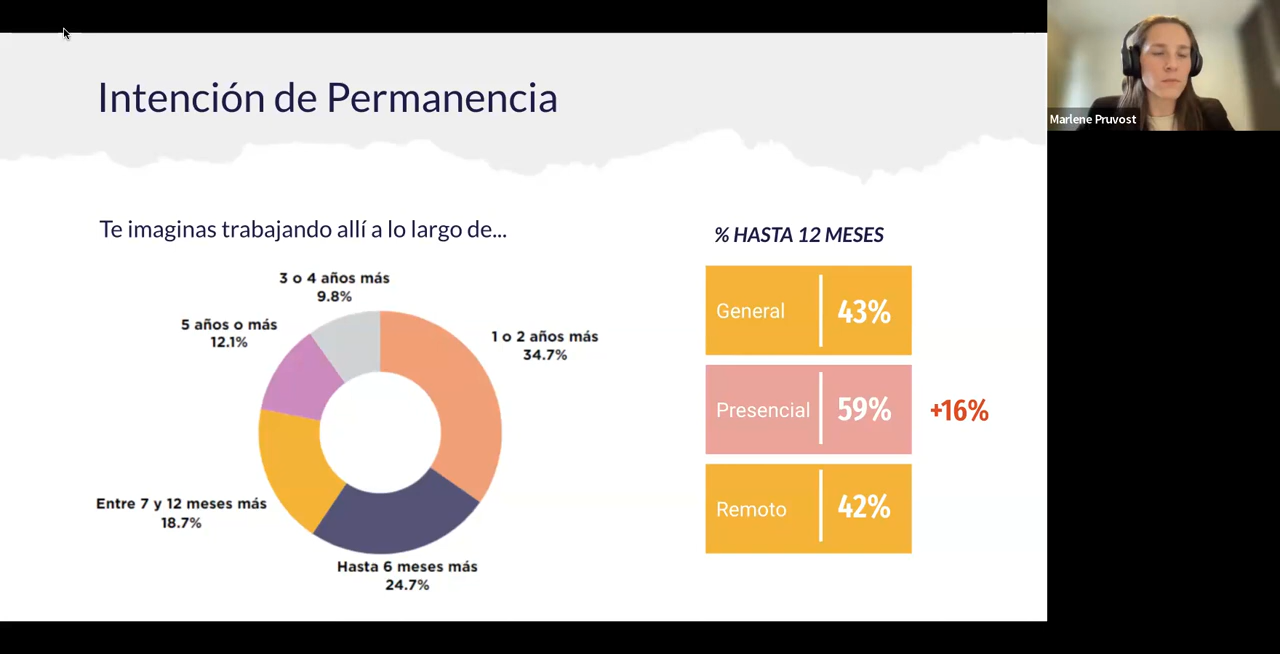 Intención de Permanencia
Marlene Pruvost
Te imaginas trabajando allí a lo largo de...
3 o 4 años más
9.8%
5 años o más
12.1%
1 o 2 años más
34.7%
Entre 7 y 12 meses más
18.7%
Hasta 6 meses más
24.7%
% HASTA 12 MESES
General 43%
Presencial 59% +16%
Remoto 42%